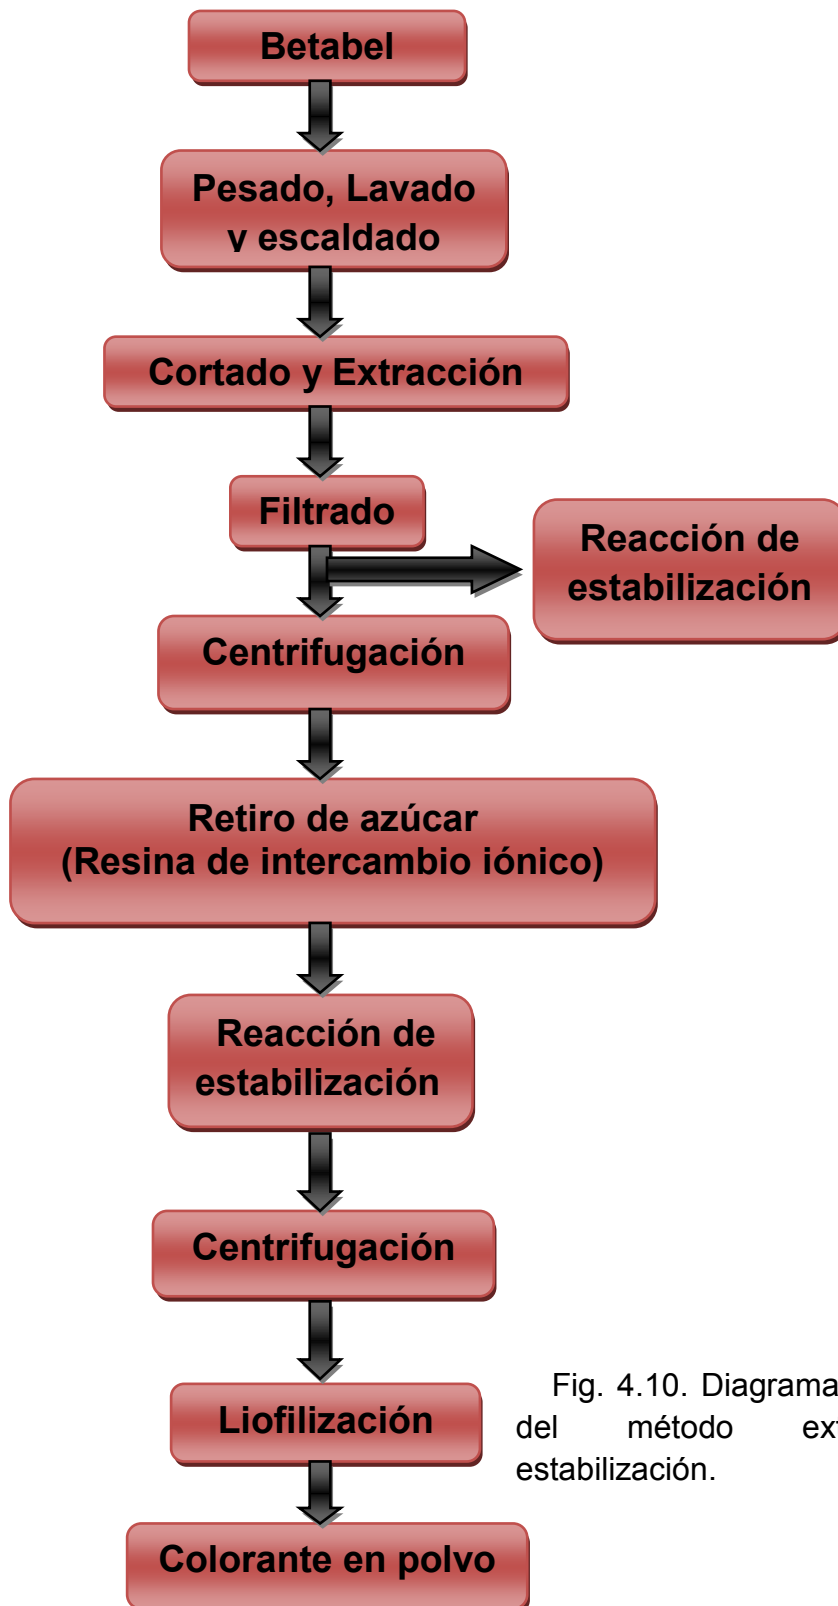 Betabel
Pesado, Lavado
y escaldado
Cortado y Extracción
Filtrado
Reacción de
estabilización
Centrifugación
Retiro de azúcar
(Resina de intercambio iónico)
Reacción de
estabilización
Centrifugación
Liofilización
Fig. 4.10. Diagrama
del método ext
estabilización.
Colorante en polvo